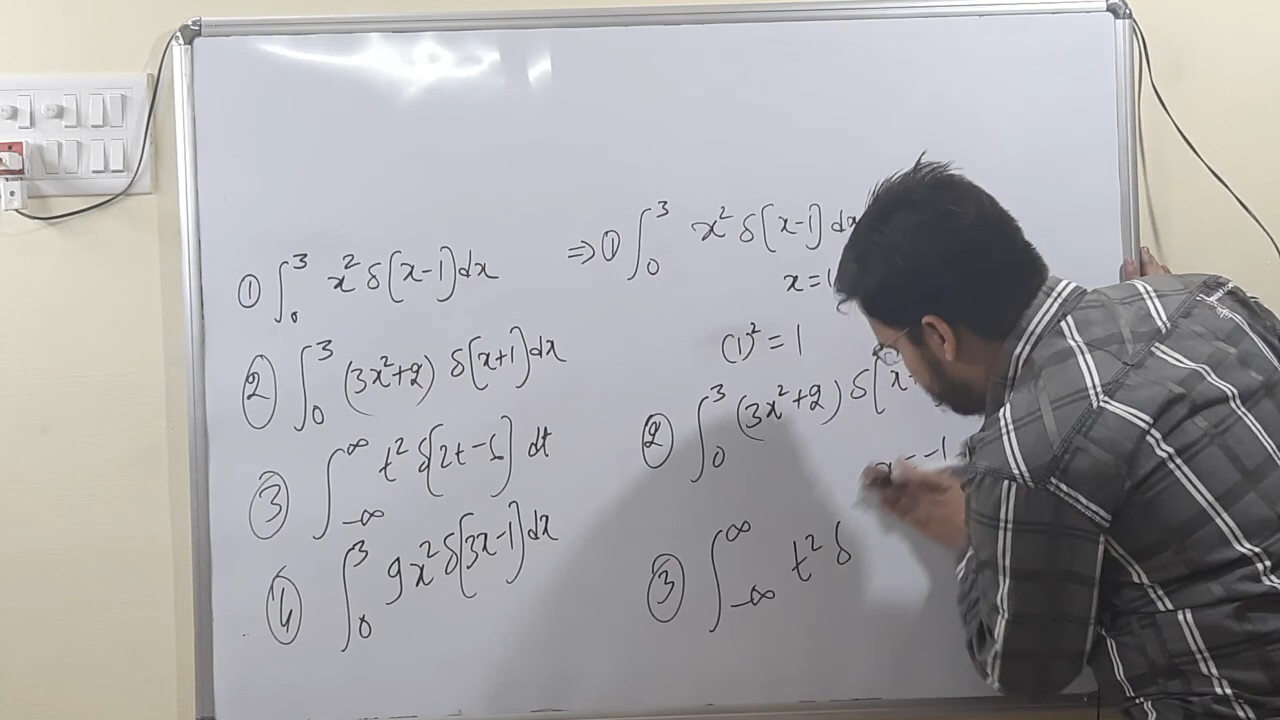 ① ∫₀³ x² δ[x-1] dx
② ∫₀³ (3x²+2) δ[x+1] dx
③ ∫₋∞^∞ t² δ[2t-5] dt
④ ∫₀³ 9x² δ[3x-1] dx
⇒ ① ∫₀³ x² δ[x-1] dx
x=1
(1)² = 1
② ∫₀³ (3x²+2) δ[x
x=-1
③ ∫₋∞^∞ t² δ